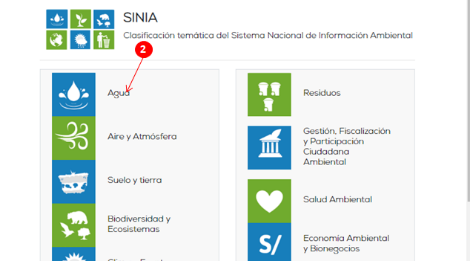 SINIA
Clasificación temática del Sistema Nacional de Información Ambiental
2
Agua
Aire y Atmósfera
Suelo y tierra
Biodiversidad y
Ecosistemas
Residuos
Gestión, Fiscalización
y Participación
Ciudadana
Ambiental
Salud Ambiental
S/
Economía Ambiental
y Bionegocios